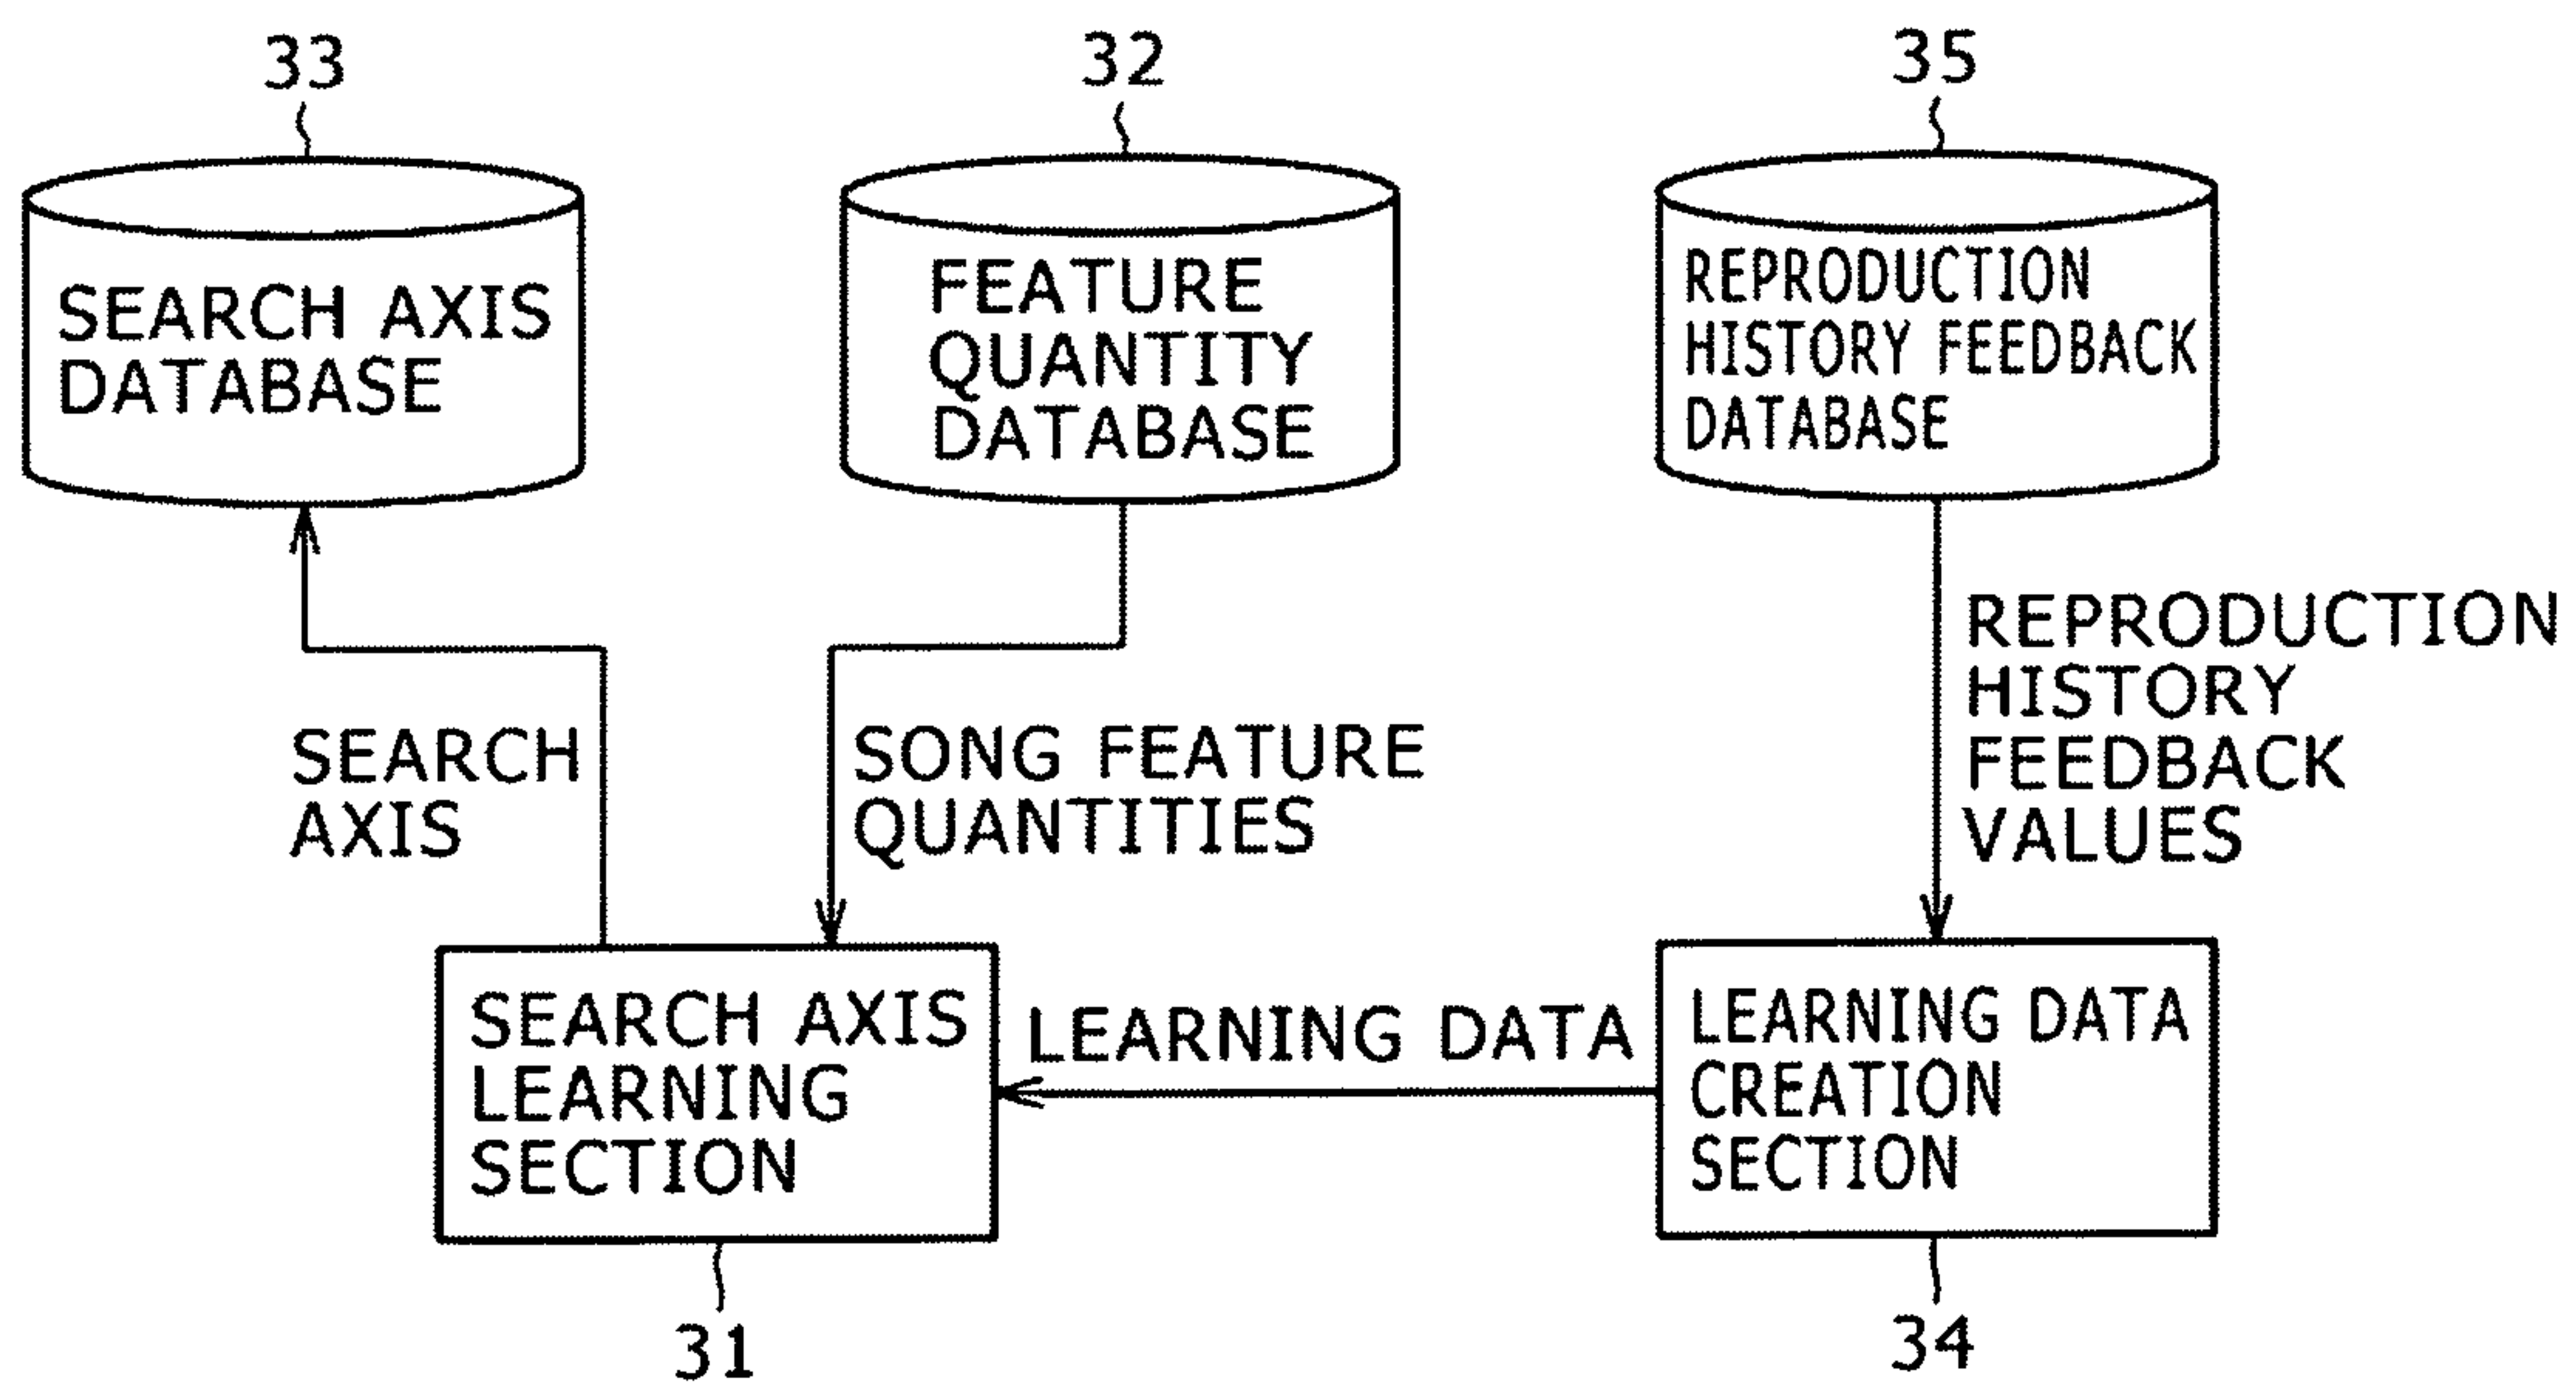 33
32
35
SEARCH AXIS
DATABASE
FEATURE
QUANTITY
DATABASE
REPRODUCTION
HISTORY FEEDBACK
DATABASE
SEARCH
AXIS
SONG FEATURE
QUANTITIES
REPRODUCTION
HISTORY
FEEDBACK
VALUES
SEARCH AXIS
LEARNING
SECTION
LEARNING DATA
LEARNING DATA
CREATION
SECTION
31
34